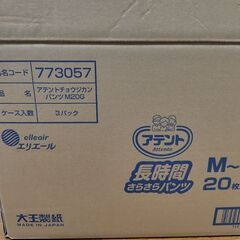 品名コード 773057
品名 アテントチョウジカン
パンツM20G
ケース入数 3パック
elleair
エリエール
大王製紙
MADE IN JAPAN
アテント
Attento
長時間
さらさらパンツ
M～
20枚